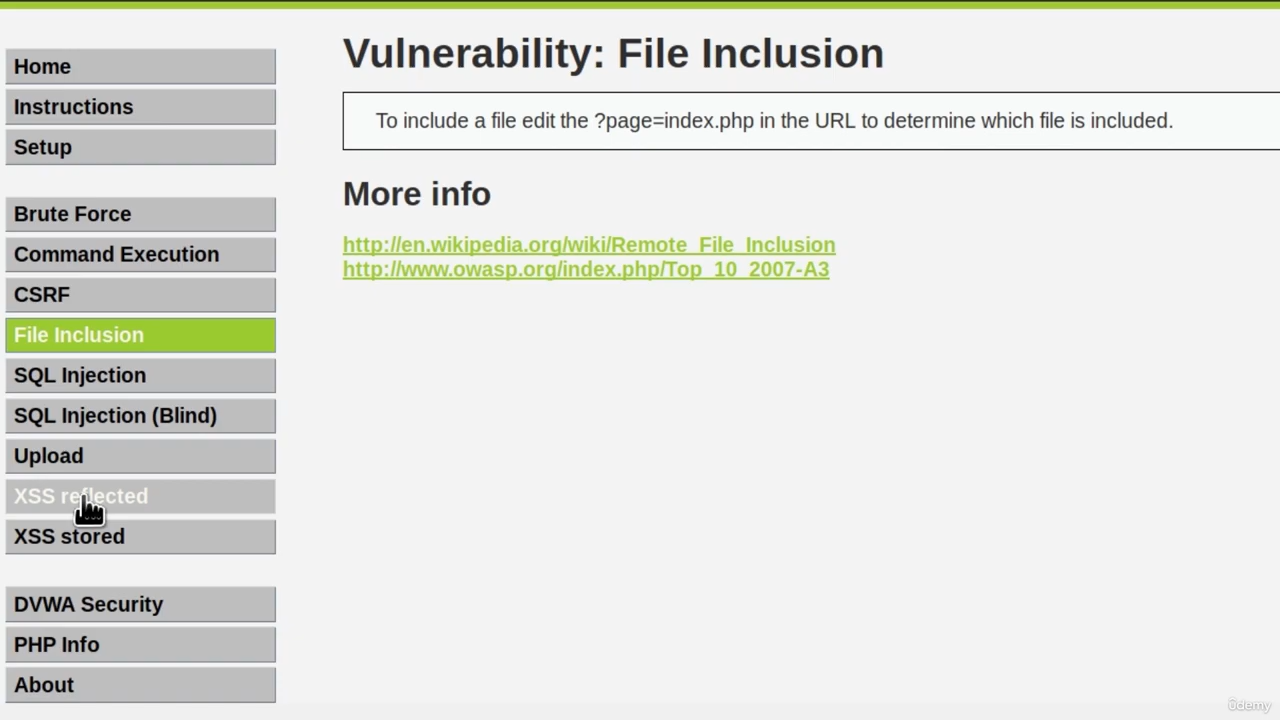 Home
Instructions
Setup
Brute Force
Command Execution
CSRF
File Inclusion
SQL Injection
SQL Injection (Blind)
Upload
XSS reflected
XSS stored
DVWA Security
PHP Info
About
Vulnerability: File Inclusion
To include a file edit the ?page=index.php in the URL to determine which file is included.
More info
http://en.wikipedia.org/wiki/Remote_File_Inclusion
http://www.owasp.org/index.php/Top_10_2007-A3
ûdemy